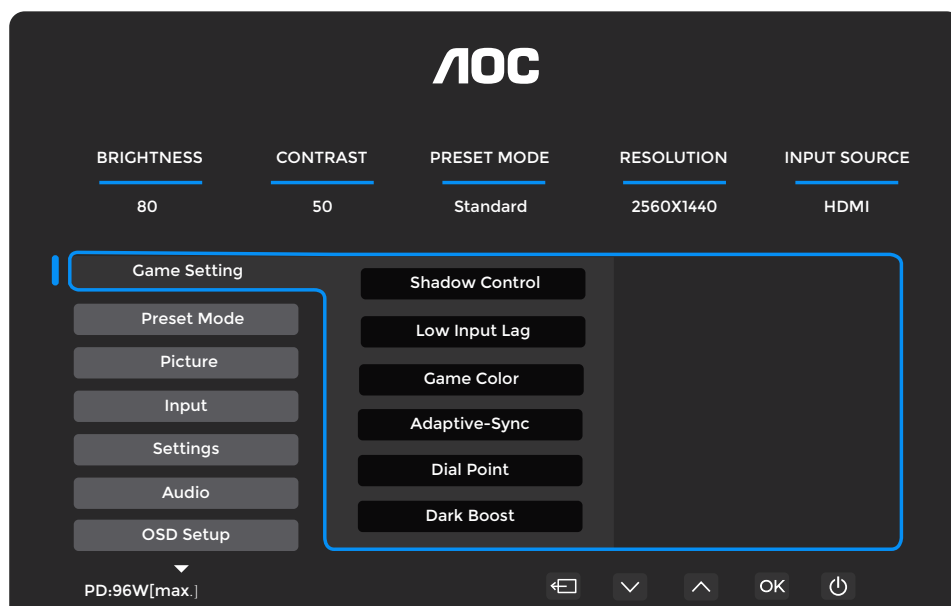 AOC
BRIGHTNESS CONTRAST PRESET MODE RESOLUTION INPUT SOURCE
80 50 Standard 2560X1440 HDMI
Game Setting
Preset Mode
Picture
Input
Settings
Audio
OSD Setup
Shadow Control
Low Input Lag
Game Color
Adaptive-Sync
Dial Point
Dark Boost
PD:96W[max.]
OK